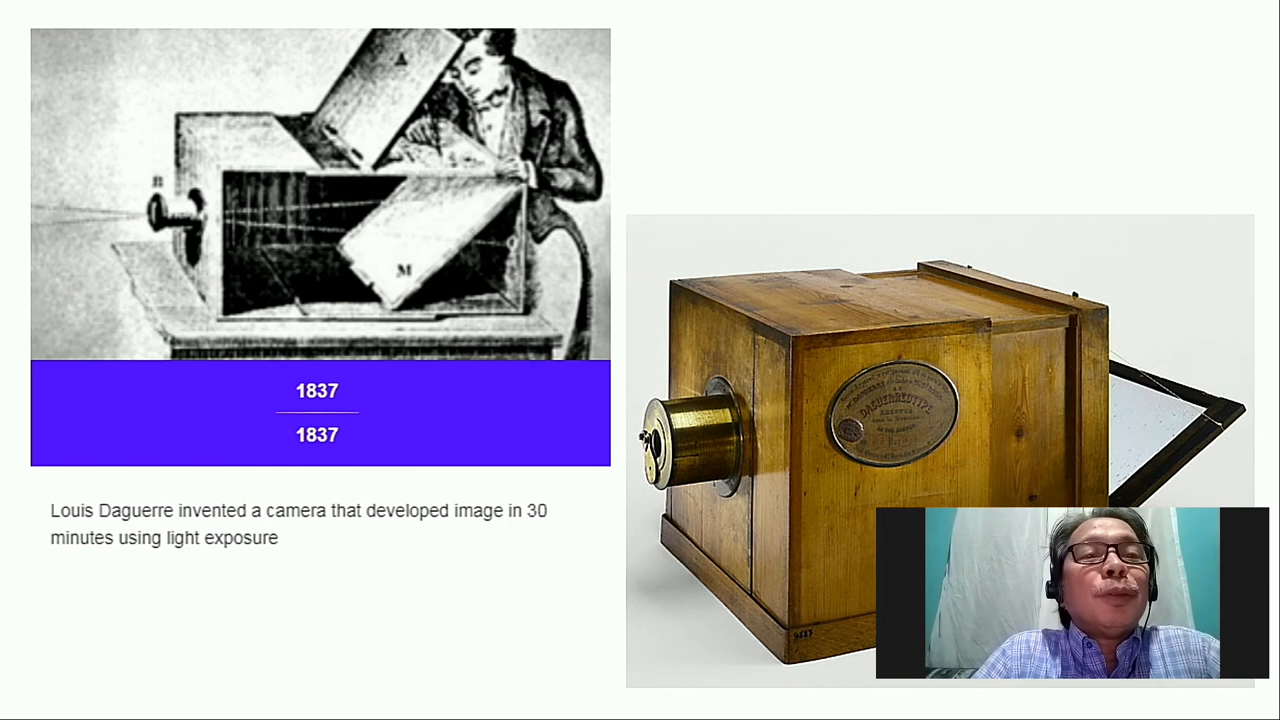 A
B
M
1837
1837
Louis Daguerre invented a camera that developed image in 30
minutes using light exposure
DAGUERREOTYPE